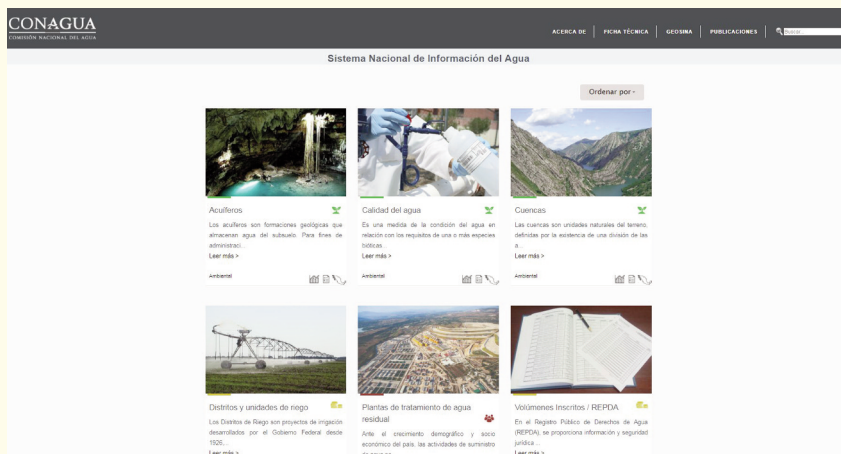 CONAGUA
COMISIÓN NACIONAL DEL AGUA
ACERCA DE
FICHA TÉCNICA
GEOSINA
PUBLICACIONES
Buscar...
Sistema Nacional de Información del Agua
Ordenar por
Acuíferos
Los acuíferos son formaciones geológicas que
almacenan agua del subsuelo. Para fines de
administraci...
Leer más >
Ambiental
Calidad del agua
Es una medida de la condición del agua en
relación con los requisitos de una o más especies
bióticas...
Leer más >
Ambiental
Cuencas
Las cuencas son unidades naturales del terreno,
definidas por la existencia de una división de las
a...
Leer más >
Ambiental
Distritos y unidades de riego
Los Distritos de Riego son proyectos de irrigación
desarrollados por el Gobierno Federal desde
1926...
Leer más >
Plantas de tratamiento de agua
residual
Ante el crecimiento demográfico y socio
económico del país, las actividades de suministro
Volúmenes Inscritos / REPDA
En el Registro Público de Derechos de Agua
(REPDA), se proporciona información y seguridad
jurídica ...
Leer más >